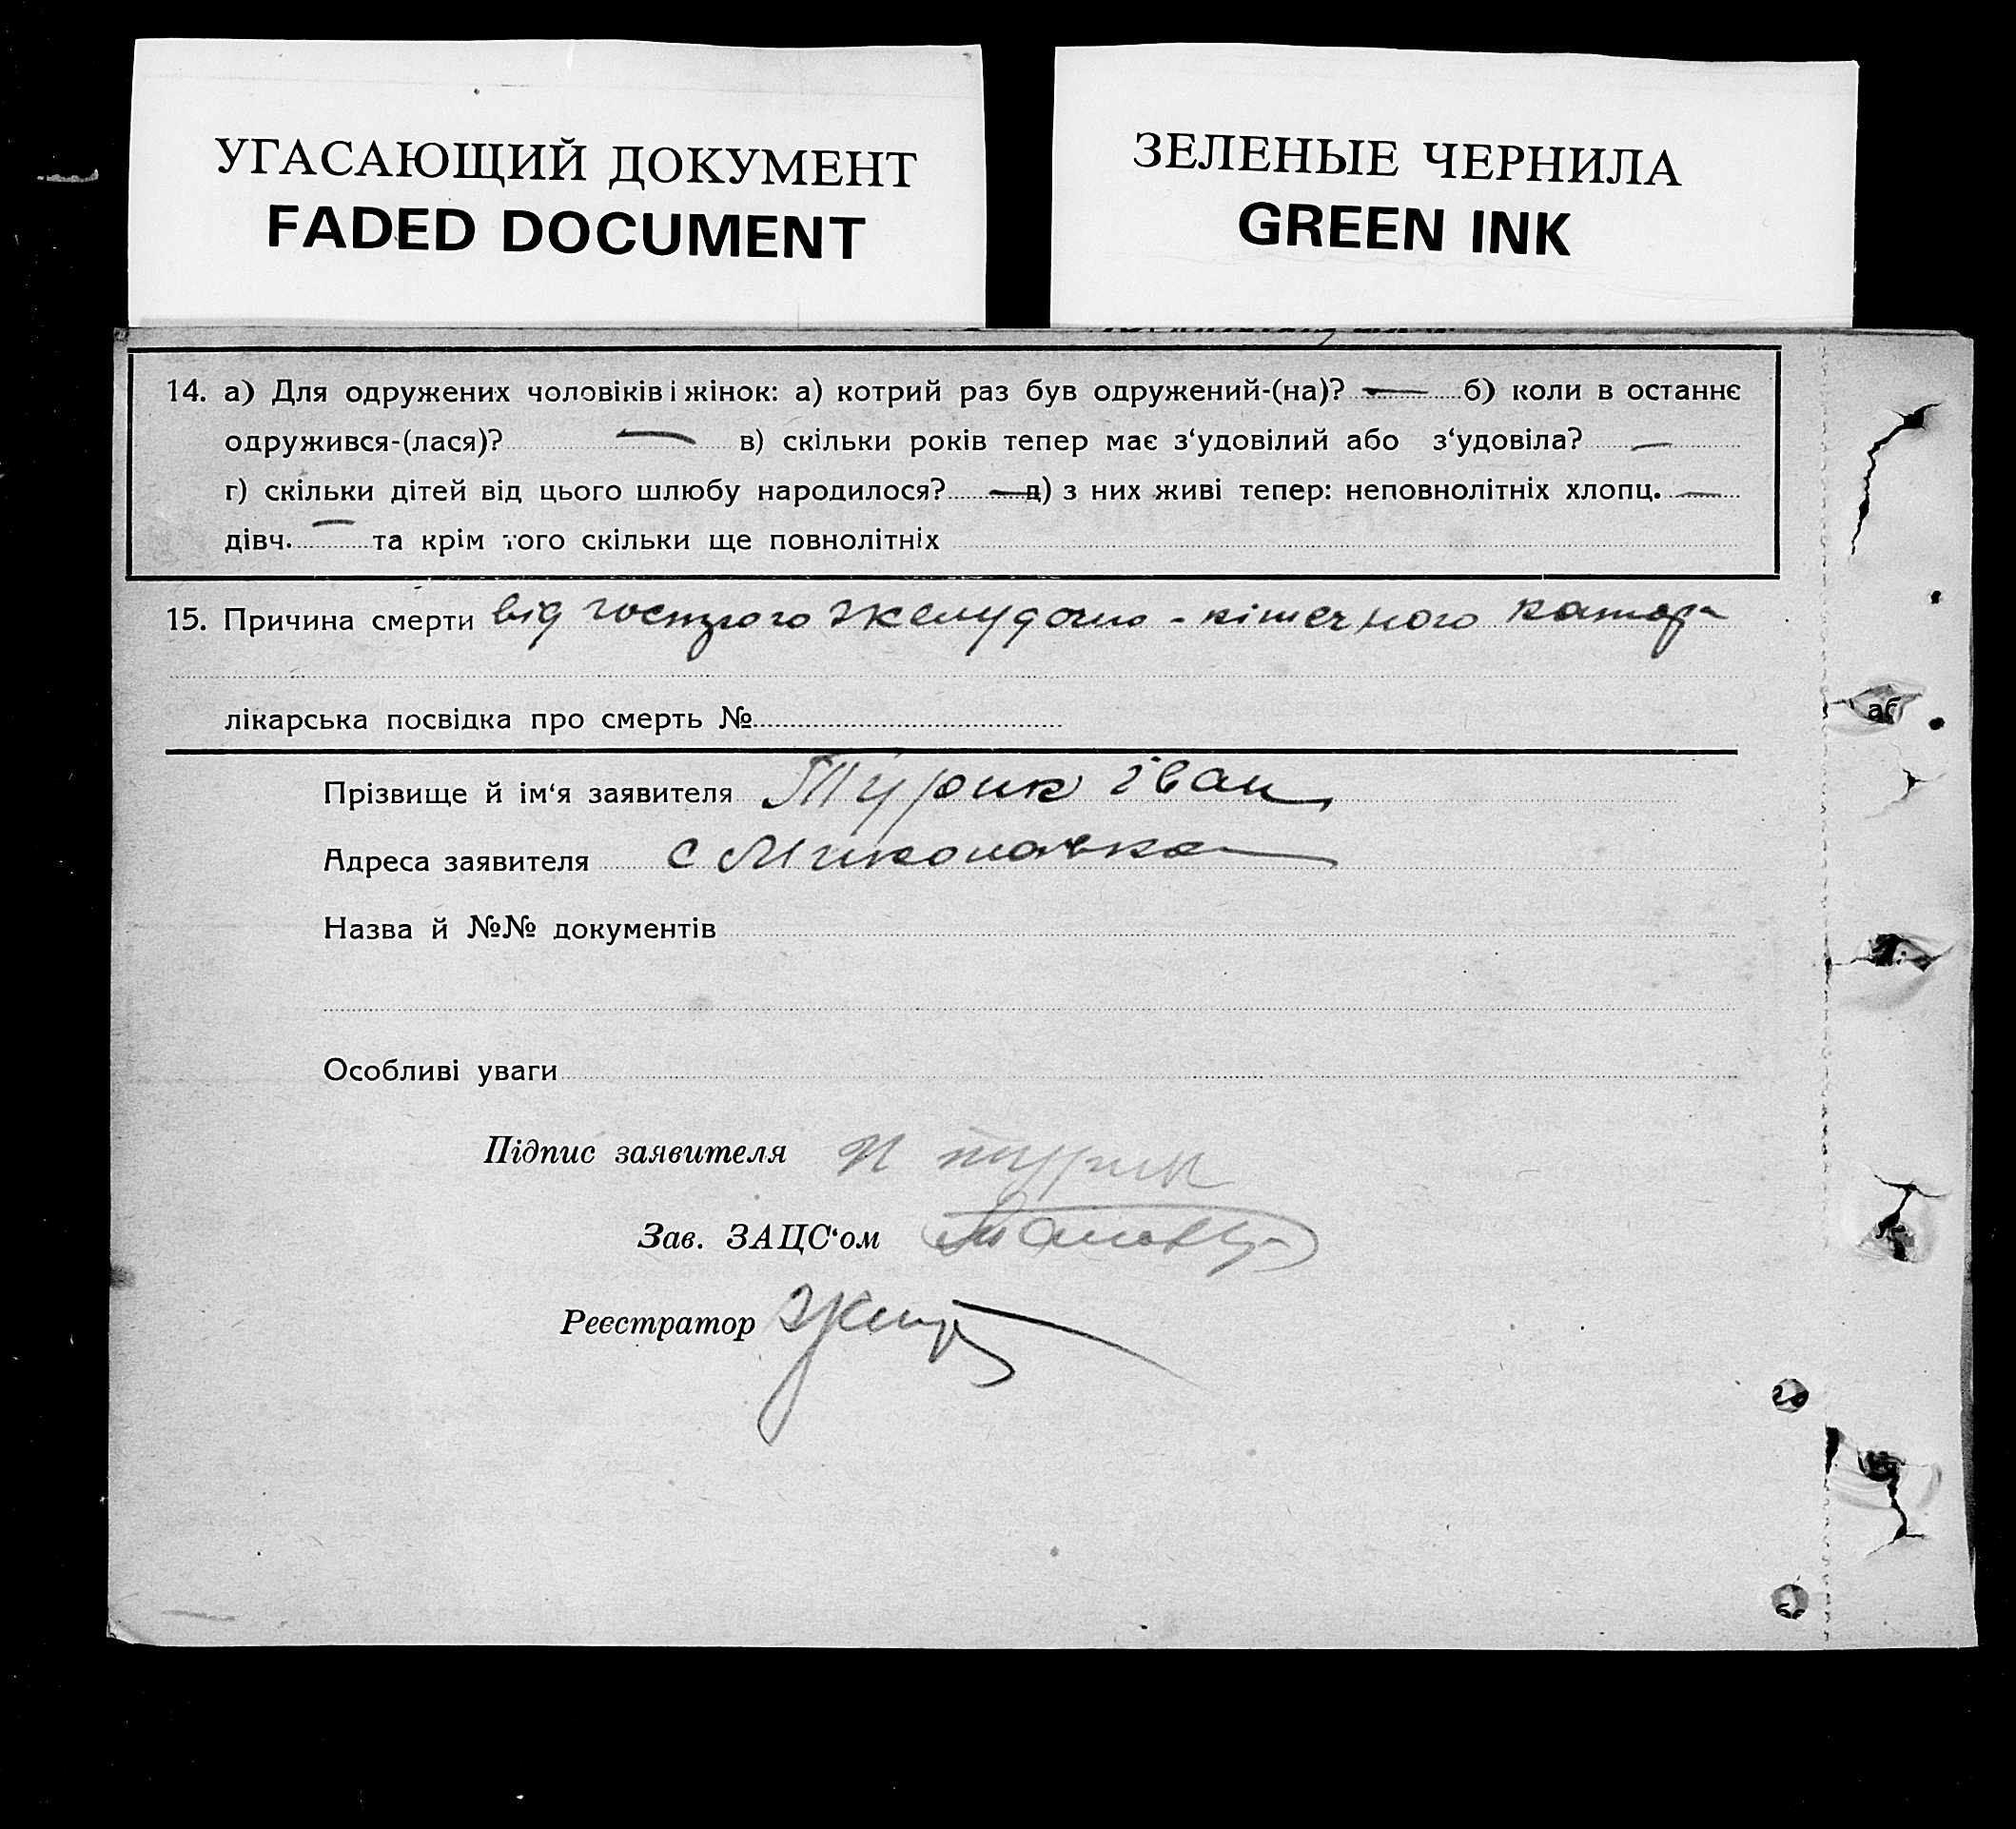 УГАСАЮЩИЙ ДОКУМЕНТ
FADED DOCUMENT
ЗЕЛЕНЫЕ ЧЕРНИЛА
GREEN INK
14. а) Для одружених чоловіків і жінок: а) котрий раз був одружений-(на)? — б) коли в останнє
одружився-(лася)? — в) скільки років тепер має з‘удовілий або з‘удовіла? —
г) скільки дітей від цього шлюбу народилося? — д) з них живі тепер: неповнолітніх хлопц. —
дівч. — та крім того скільки ще повнолітніх
15. Причина смерти від гострого желудочно - кішечного катара
лікарська посвідка про смерть №
Прізвище й ім‘я заявителя Турик Іван
Адреса заявителя с Миколаївка
Назва й №№ документів
Особливі уваги
Підпис заявителя И Турик
Зав. ЗАЦС‘ом
Реєстратор